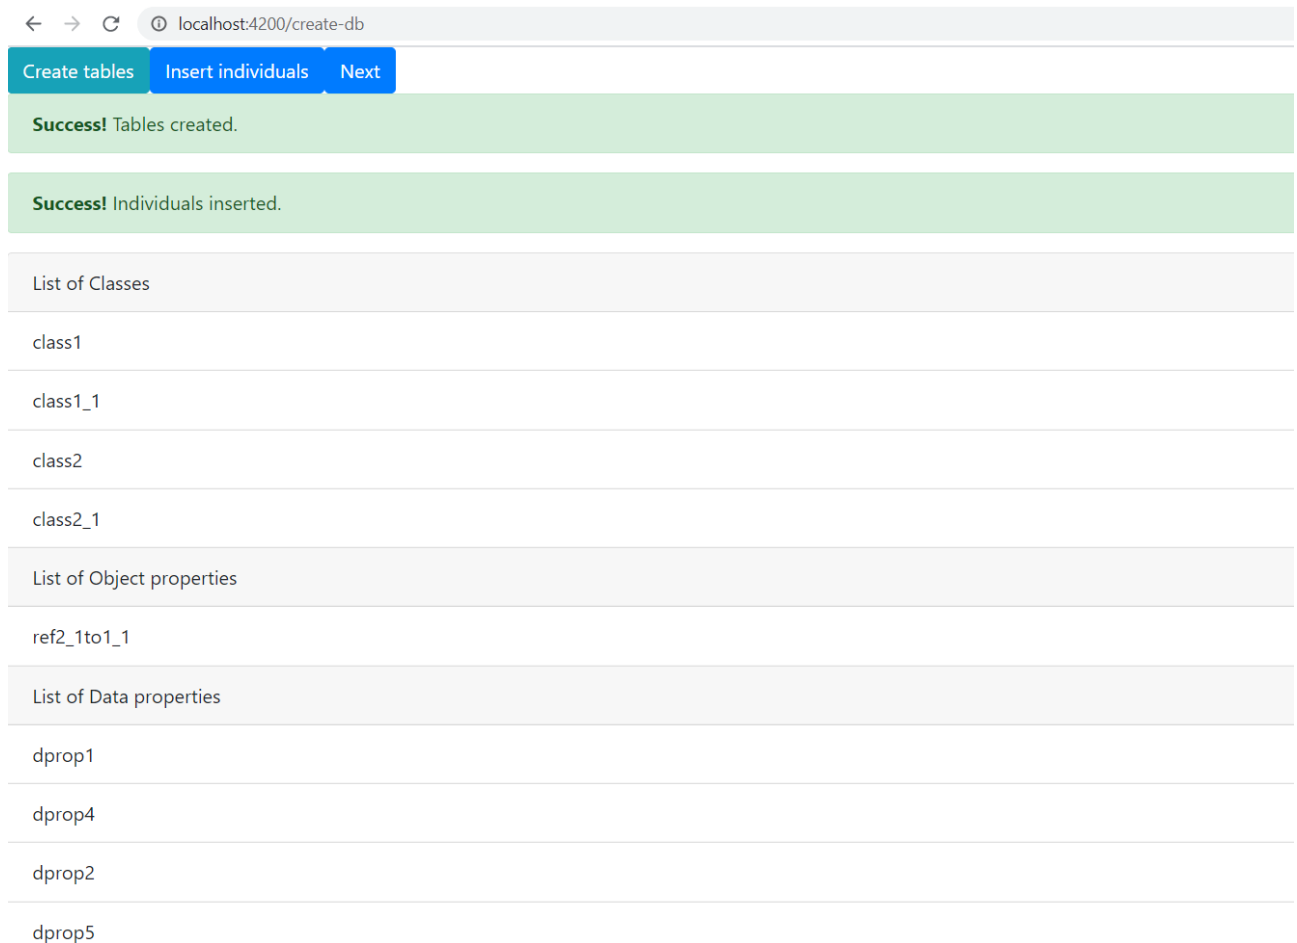 localhost:4200/create-db
Create tables Insert individuals Next
Success! Tables created.
Success! Individuals inserted.
List of Classes
class1
class1_1
class2
class2_1
List of Object properties
ref2_1to1_1
List of Data properties
dprop1
dprop4
dprop2
dprop5